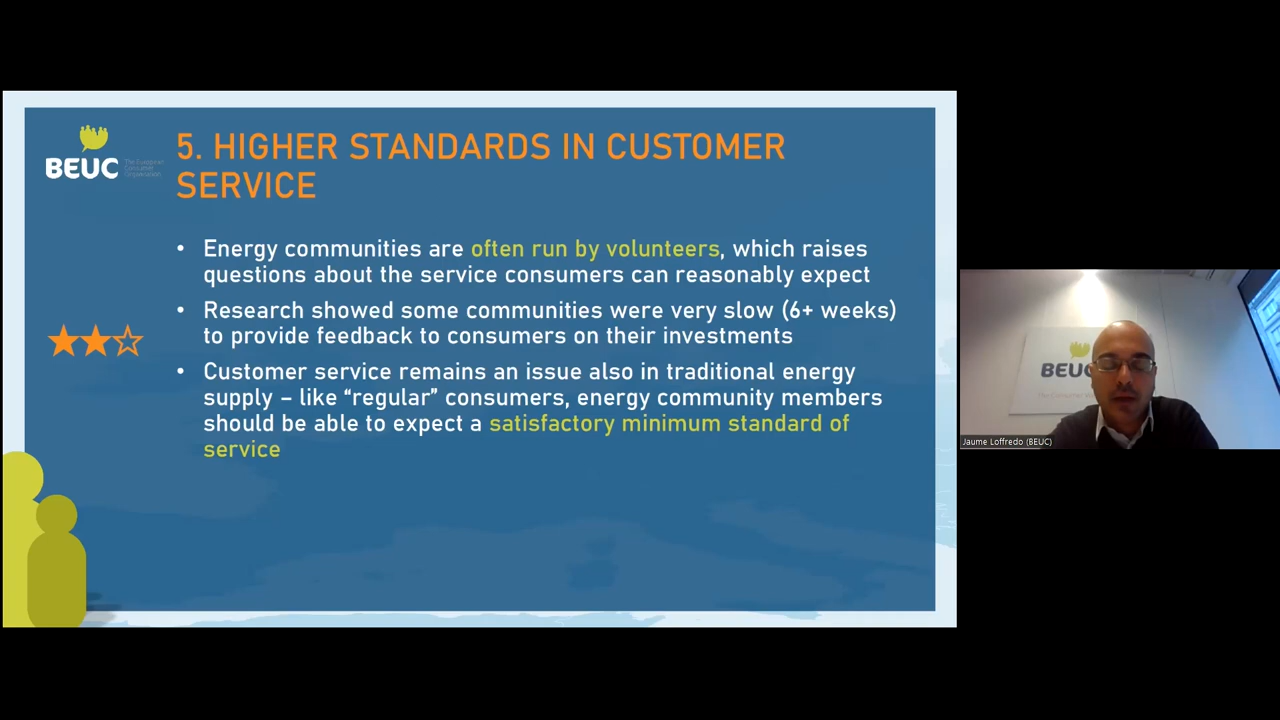 BEUC
The European
Consumer
Organisation
5. HIGHER STANDARDS IN CUSTOMER
SERVICE
• Energy communities are often run by volunteers, which raises
questions about the service consumers can reasonably expect
• Research showed some communities were very slow (6+ weeks)
to provide feedback to consumers on their investments
• Customer service remains an issue also in traditional energy
supply – like “regular” consumers, energy community members
should be able to expect a satisfactory minimum standard of
service
BEUC
Jaume Loffredo (BEUC)